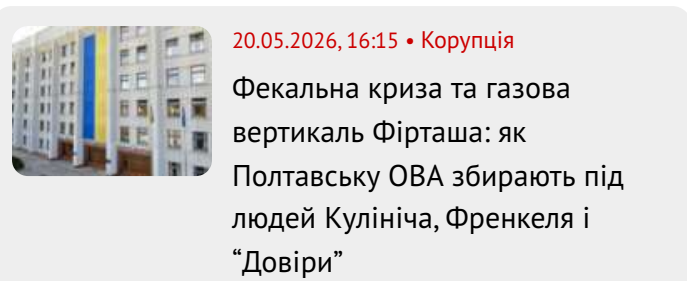 20.05.2026, 16:15 • Корупція
Фекальна криза та газова
вертикаль Фірташа: як
Полтавську ОВА збирають під
людей Кулініча, Френкеля і
“Довіри”